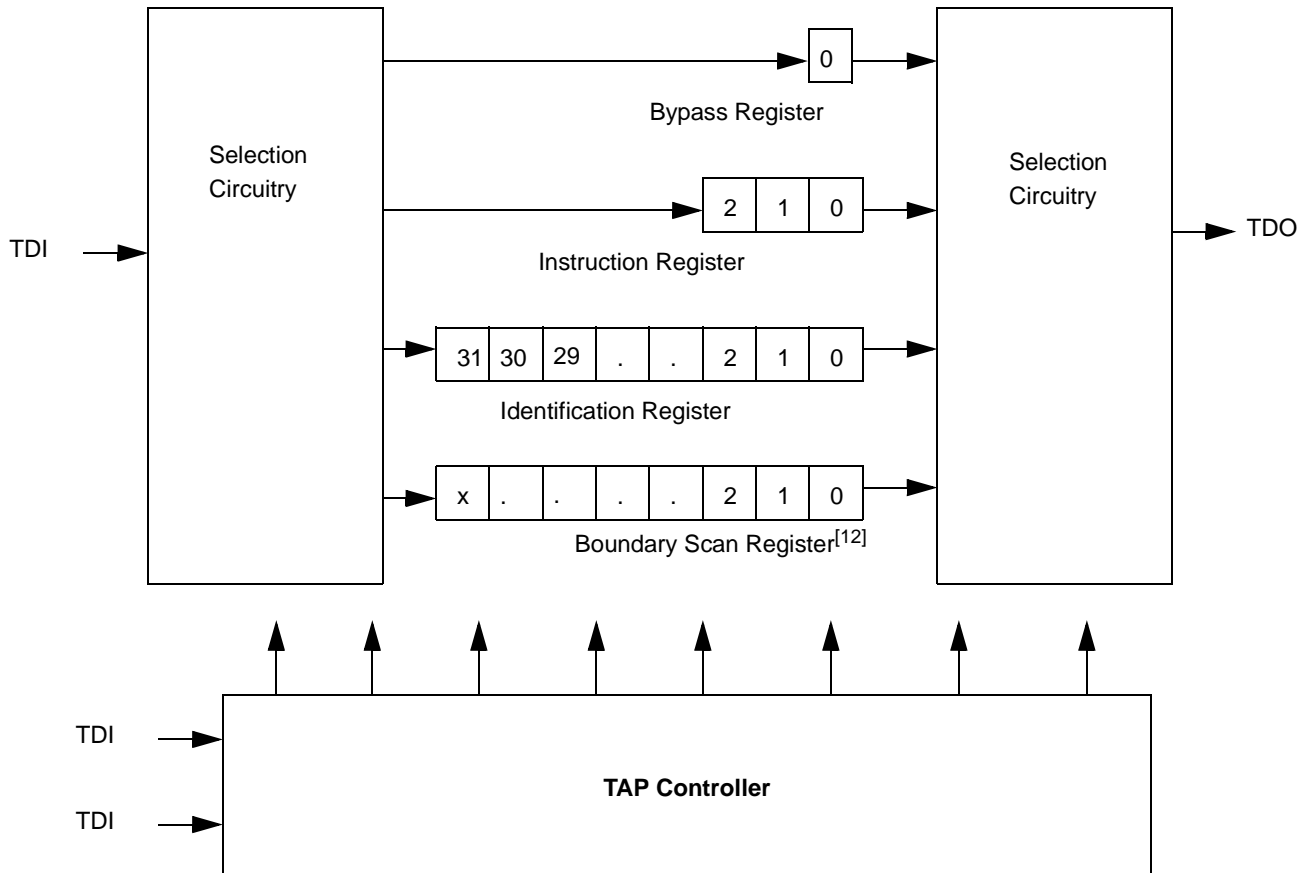 0
Bypass Register
Selection
Circuitry
Selection
Circuitry
2 1 0
TDI
TDO
Instruction Register
31 30 29 . . 2 1 0
Identification Register
x . . . . 2 1 0
Boundary Scan Register[12]
TDI
TAP Controller
TDI